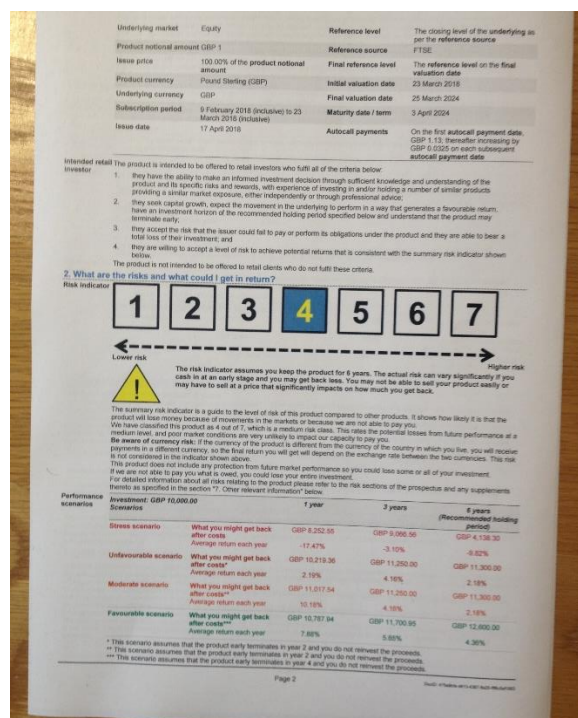 Underlying market Equity Reference level The closing level of the underlying as
per the reference source
Product notional amount GBP 1 Reference source FTSE
Issue price 100.00% of the product notional Final reference level The reference level on the final
amount valuation date
Product currency Pound Sterling (GBP) Initial valuation date 23 March 2018
Underlying currency GBP Final valuation date 25 March 2024
Subscription period 9 February 2018 (inclusive) to 23 Maturity date / term 3 April 2024
March 2018 (inclusive)
Issue date 17 April 2018 Autocall payments On the first autocall payment date,
GBP 1.13; thereafter increasing by
GBP 0.0325 on each subsequent
autocall payment date
Intended retail The product is intended to be offered to retail investors who fulfil all of the criteria below:
investor 1. they have the ability to make an informed investment decision through sufficient knowledge and understanding of the
product and its specific risks and rewards, with experience of investing in and/or holding a number of similar products
providing a similar market exposure, either independently or through professional advice;
2. they seek capital growth, expect the movement in the underlying to perform in a way that generates a favourable return,
have an investment horizon of the recommended holding period specified below and understand that the product may
terminate early;
3. they accept the risk that the issuer could fail to pay or perform its obligations under the product and they are able to bear a
total loss of their investment; and
4. they are willing to accept a level of risk to achieve potential returns that is consistent with the summary risk indicator shown
below.
The product is not intended to be offered to retail clients who do not fulfil these criteria.
2. What are the risks and what could I get in return?
Risk indicator
1 2 3 4 5 6 7
Lower risk Higher risk
The risk indicator assumes you keep the product for 6 years. The actual risk can vary significantly if you
cash in at an early stage and you may get back less. You may not be able to sell your product easily or
may have to sell at a price that significantly impacts on how much you get back.
The summary risk indicator is a guide to the level of risk of this product compared to other products. It shows how likely it is that the
product will lose money because of movements in the markets or because we are not able to pay you.
We have classified this product as 4 out of 7, which is a medium risk class. This rates the potential losses from future performance at a
medium level, and poor market conditions are very unlikely to impact our capacity to pay you.
Be aware of currency risk: If the currency of the product is different from the currency of the country in which you live, you will receive
payments in a different currency, so the final return you will get will depend on the exchange rate between the two currencies. This risk
is not considered in the indicator shown above.
This product does not include any protection from future market performance so you could lose some or all of your investment.
If we are not able to pay you what is owed, you could lose your entire investment.
For detailed information about all risks relating to the product please refer to the risk sections of the prospectus and any supplements
thereto as specified in the section "7. Other relevant information" below.
Performance Investment: GBP 10,000.00
scenarios Scenarios 1 year 3 years 6 years
(Recommended holding
period)
Stress scenario What you might get back GBP 8,252.55 GBP 4,138.30
after costs
Average return each year -17.47% -3.10% -9.82%
Unfavourable scenario What you might get back GBP 10,219.36 GBP 11,250.00 GBP 11,300.00
after costs*
Average return each year 2.19% 4.16% 2.18%
Moderate scenario What you might get back GBP 11,017.54 GBP 11,250.00 GBP 11,300.00
after costs**
Average return each year 10.18% 4.16% 2.18%
Favourable scenario What you might get back GBP 10,787.94 GBP 11,700.95 GBP 12,600.00
after costs***
Average return each year 7.88% 4.36%
* This scenario assumes that the product early terminates in year 2 and you do not reinvest the proceeds.
** This scenario assumes that the product early terminates in year 2 and you do not reinvest the proceeds.
*** This scenario assumes that the product early terminates in year 4 and you do not reinvest the proceeds.
Page 2